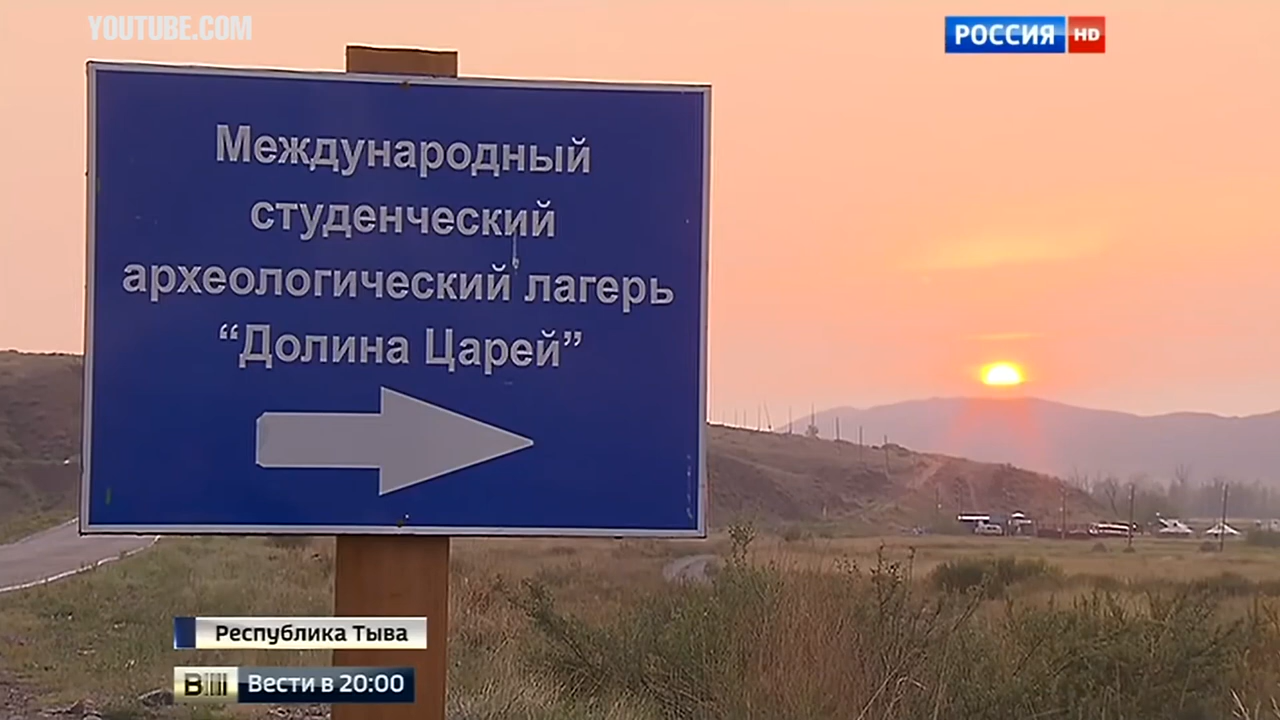 YOUTUBE.COM
РОССИЯ HD
Международный
студенческий
археологический лагерь
“Долина Царей”
Республика Тыва
В
Вести в 20:00